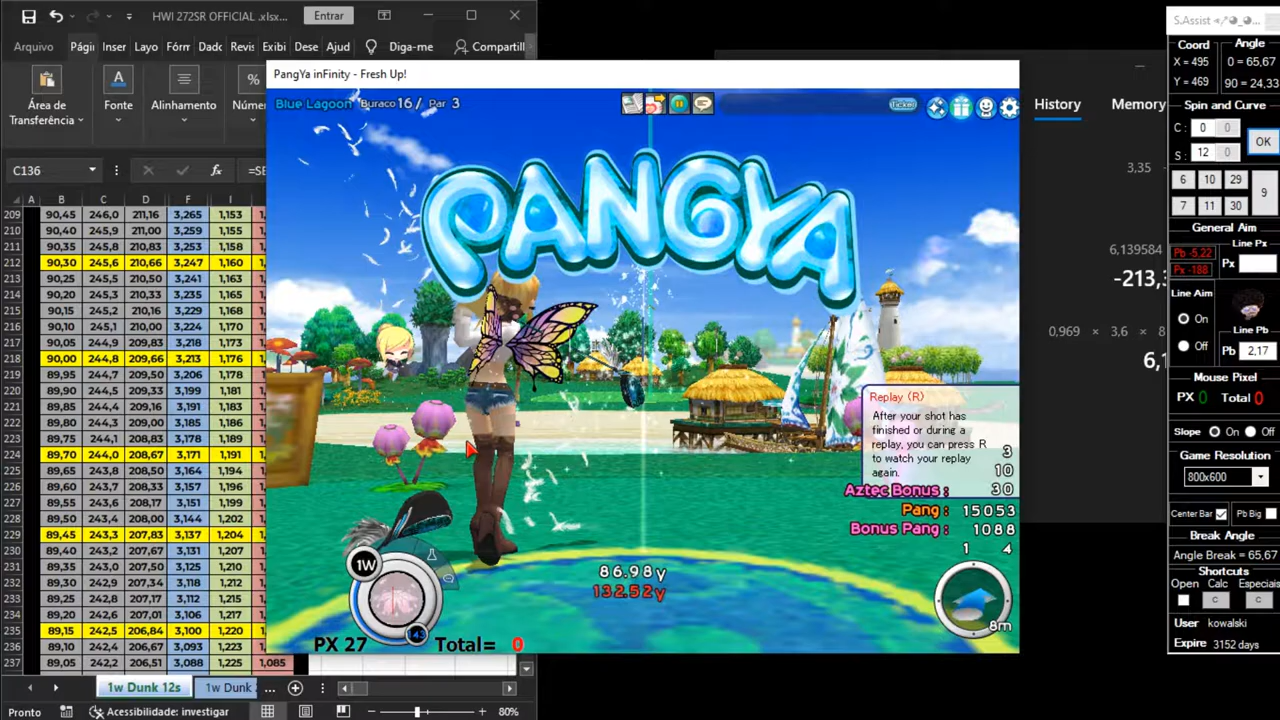 HWI 272SR OFFICIAL .xlsx...
Entrar
Arquivo
Pági
Inser
Layo
Fórm
Dado
Revis
Exibi
Dese
Ajud
Diga-me
Compartil
Área de
Transferência
Fonte
Alinhamento
%
Núme
C136
fx
=SE
A B C D F I
209 90,45 246,0 211,16 3,265 1,153
210 90,40 245,9 211,00 3,259 1,155
211 90,35 245,8 210,83 3,253 1,158
212 90,30 245,6 210,66 3,247 1,160
213 90,25 245,5 210,50 3,241 1,163
214 90,20 245,3 210,33 3,235 1,165
215 90,15 245,2 210,16 3,229 1,168
216 90,10 245,1 210,00 3,224 1,170
217 90,05 244,9 209,83 3,218 1,173
218 90,00 244,8 209,66 3,213 1,176
219 89,95 244,7 209,50 3,206 1,178
220 89,90 244,5 209,33 3,199 1,181
221 89,85 244,4 209,16 3,191 1,183
222 89,80 244,3 209,00 3,185 1,186
223 89,75 244,1 208,83 3,178 1,189
224 89,70 244,0 208,67 3,171 1,191
225 89,65 243,8 208,50 3,164 1,194
226 89,60 243,7 208,33 3,157 1,196
227 89,55 243,6 208,17 3,151 1,199
228 89,50 243,4 208,00 3,144 1,202
229 89,45 243,3 207,83 3,137 1,204
230 89,40 243,2 207,67 3,131 1,207
231 89,35 243,0 207,50 3,125 1,210
232 89,30 242,9 207,34 3,118 1,212
233 89,25 242,8 207,17 3,112 1,215
234 89,20 242,6 207,01 3,106 1,217
235 89,15 242,5 206,84 3,100 1,220
236 89,10 242,4 206,67 3,093 1,223
237 89,05 242,2 206,51 3,088 1,225 1,085
1w Dunk 12s
1w Dunk
...
Pronto
Acessibilidade: investigar
80%
PangYa inFinity - Fresh Up!
Blue Lagoon Buraco 16 / Par 3
Ticket
PANGYA
Replay (R)
After your shot has
finished or during a
replay, you can press R
to watch your replay
again.
3
10
Aztec Bonus : 30
Pang : 15053
Bonus Pang : 1088
1 4
86.98y
132.52y
1W
143
PX 27
Total= 0
8m
History
Memory
3,35
6,139584
-213,
0,969 × 3,6 × 8
6,1
S.Assist
Coord
X = 495
Y = 469
Angle
0 = 65,67
90 = 24,33
Spin and Curve
C : 0 0
S : 12 0
OK
6 10 29
9
7 11 30
General Aim
Pb -5,22
Px -188
Line Px
Px
Line Aim
On
Off
Line Pb
Pb 2,17
Mouse Pixel
PX 0 Total 0
Slope On Off
Game Resolution
800x600
Center Bar
Pb Big
Break Angle
Angle Break = 65,67
Shortcuts
Open Calc Especiais
C C
User kowalski
Expire 3152 days